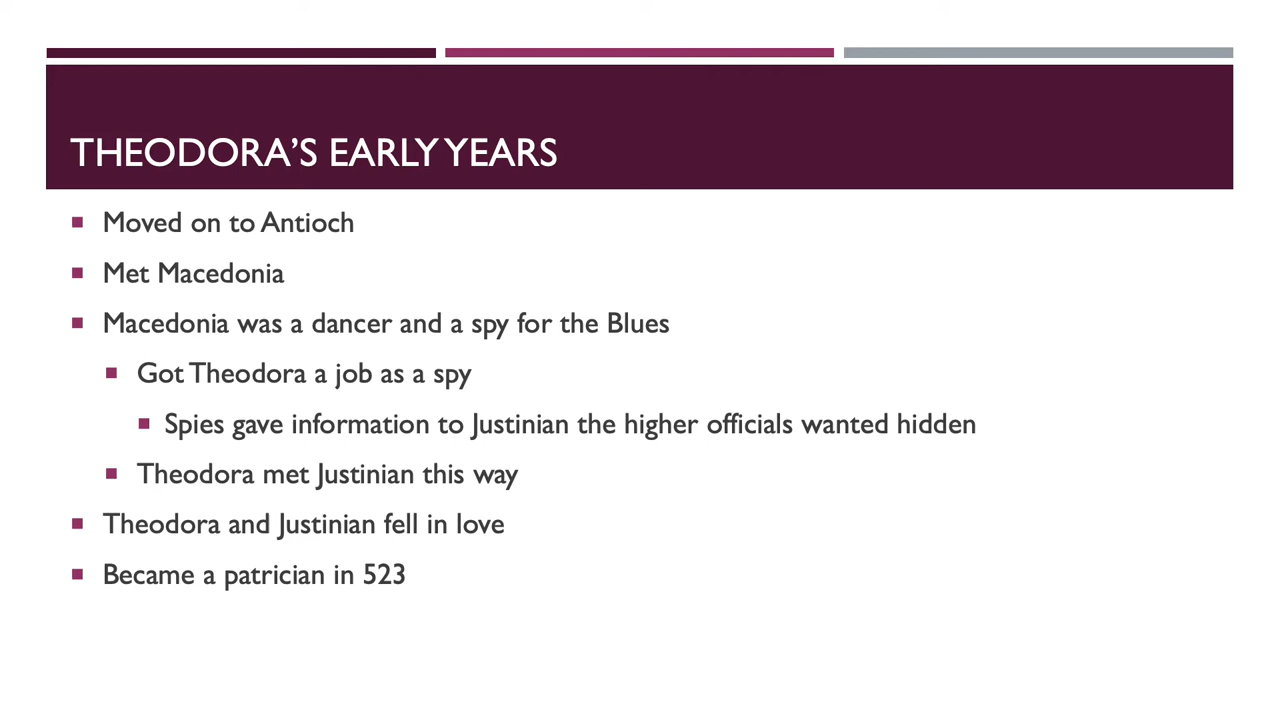 THEODORA’S EARLY YEARS
Moved on to Antioch
Met Macedonia
Macedonia was a dancer and a spy for the Blues
Got Theodora a job as a spy
Spies gave information to Justinian the higher officials wanted hidden
Theodora met Justinian this way
Theodora and Justinian fell in love
Became a patrician in 523